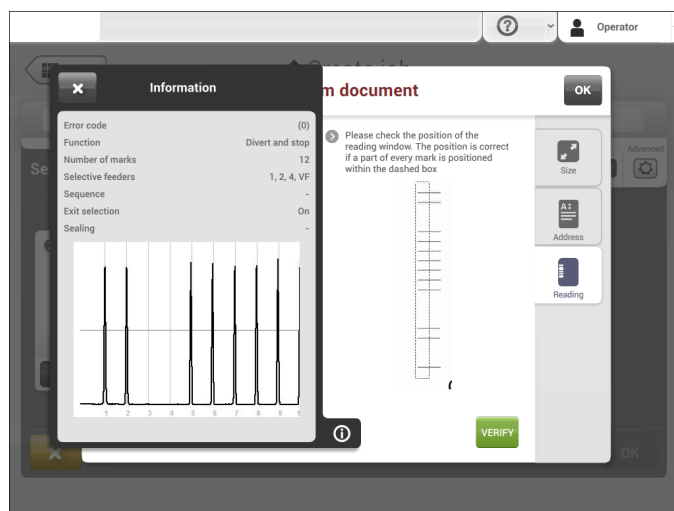 Operator
Create job
m document
OK
Information
Error code (0)
Function Divert and stop
Number of marks 12
Selective feeders 1, 2, 4, VF
Sequence -
Exit selection On
Sealing -
1 2 3 4 5 6 7 8 9 1
Please check the position of the
reading window. The position is correct
if a part of every mark is positioned
within the dashed box
Size
Address
Reading
Advanced
Se
VERIFY
OK